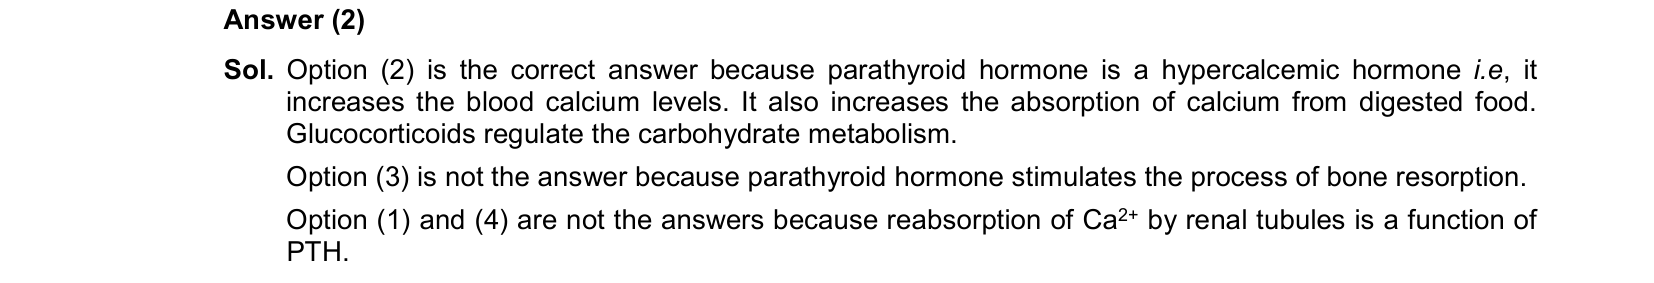 Answer (2)
Sol. Option (2) is the correct answer because parathyroid hormone is a hypercalcemic hormone i.e, it
increases the blood calcium levels. It also increases the absorption of calcium from digested food.
Glucocorticoids regulate the carbohydrate metabolism.
Option (3) is not the answer because parathyroid hormone stimulates the process of bone resorption.
Option (1) and (4) are not the answers because reabsorption of Ca²⁺ by renal tubules is a function of
PTH.